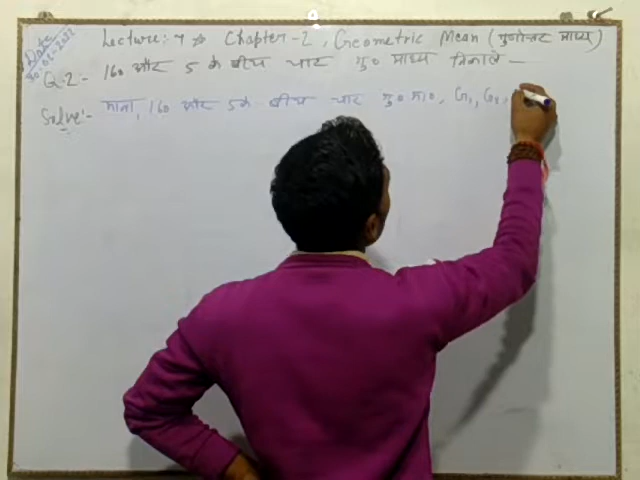 Date
30-01-2022
Lecture:- 7 ⇒ Chapter-2, Geometric Mean (गुणोत्तर माध्य)
Q.2:- 160 और 5 के बीच चार गु० माध्य निकालें —
Solve:- माना, 160 और 5 के बीच चार गु० मा०, G₁, G₂,